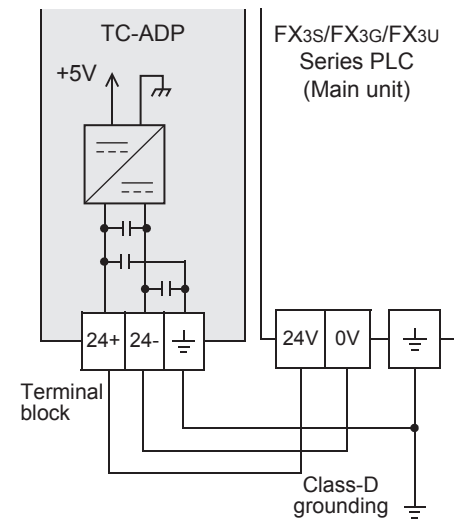 TC-ADP
+5V
FX3S/FX3G/FX3U
Series PLC
(Main unit)
24+ 24-
24V 0V
Terminal
block
Class-D
grounding